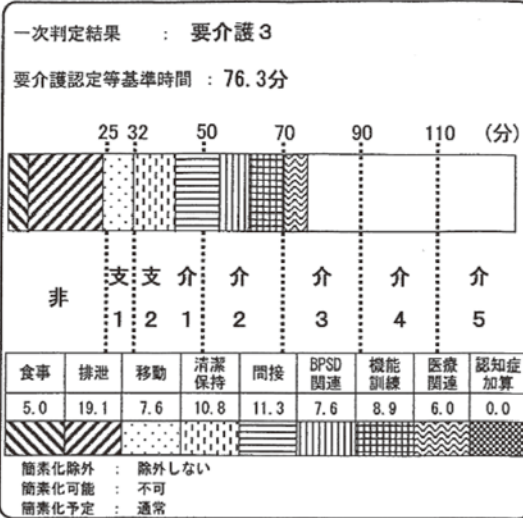 一次判定結果 : 要介護3
要介護認定等基準時間 : 76.3分
25 32 50 70 90 110 (分)
非 支1 支2 介1 介2 介3 介4 介5
食事 排泄 移動 清潔保持 間接 BPSD関連 機能訓練 医療関連 認知症加算
5.0 19.1 7.6 10.8 11.3 7.6 8.9 6.0 0.0
簡素化除外 : 除外しない
簡素化可能 : 不可
簡素化予定 : 通常